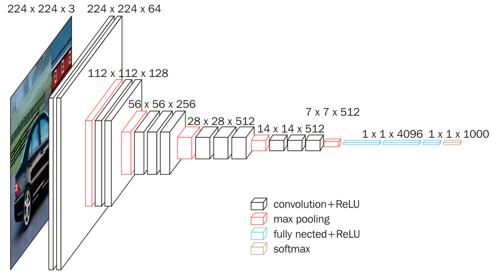 224 x 224 x 3
224 x 224 x 64
112 x 112 x 128
56 x 56 x 256
28 x 28 x 512
14 x 14 x 512
7 x 7 x 512
1 x 1 x 4096
1 x 1 x 1000
convolution+ReLU
max pooling
fully nected+ReLU
softmax